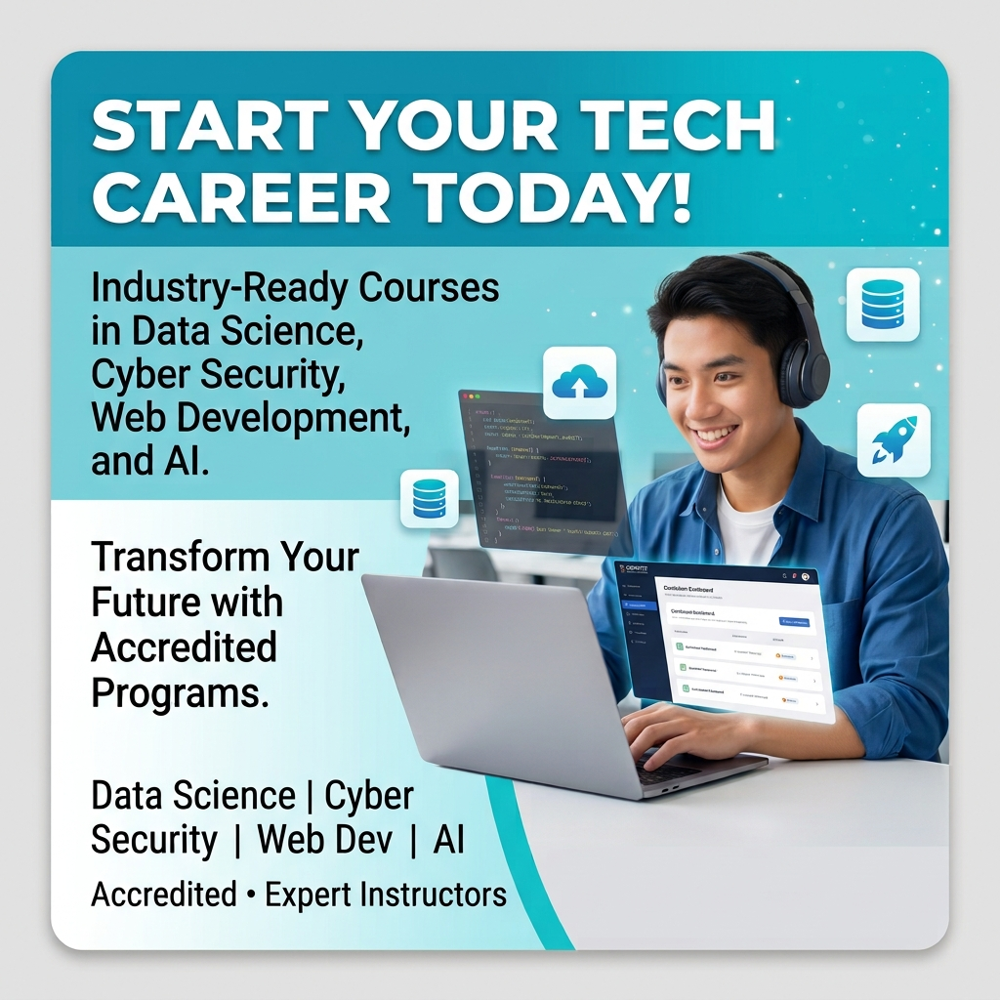 START YOUR TECH
CAREER TODAY!
Industry-Ready Courses
in Data Science,
Cyber Security,
Web Development,
and AI.
Transform Your
Future with
Accredited
Programs.
Data Science | Cyber
Security | Web Dev | AI
Accredited • Expert Instructors